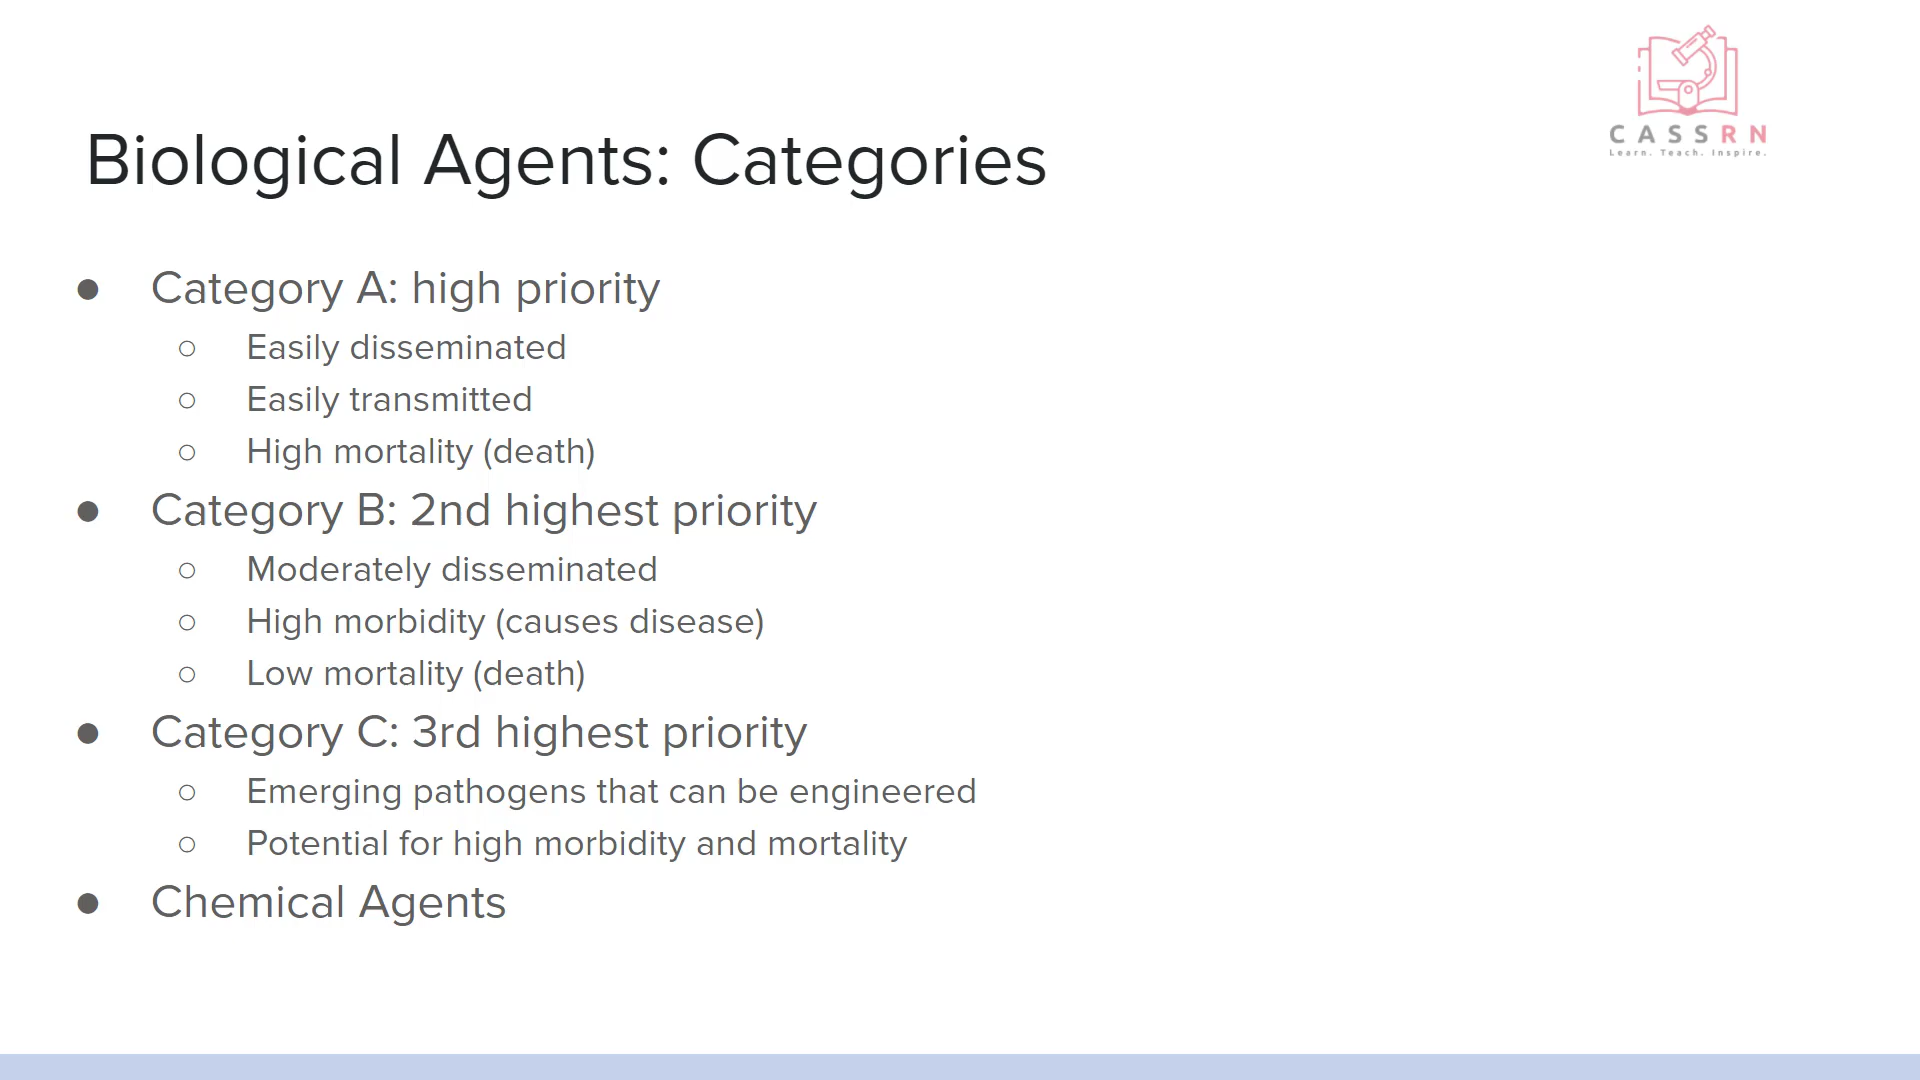 CASSRN
Learn. Teach. Inspire.
Biological Agents: Categories
● Category A: high priority
○ Easily disseminated
○ Easily transmitted
○ High mortality (death)
● Category B: 2nd highest priority
○ Moderately disseminated
○ High morbidity (causes disease)
○ Low mortality (death)
● Category C: 3rd highest priority
○ Emerging pathogens that can be engineered
○ Potential for high morbidity and mortality
● Chemical Agents